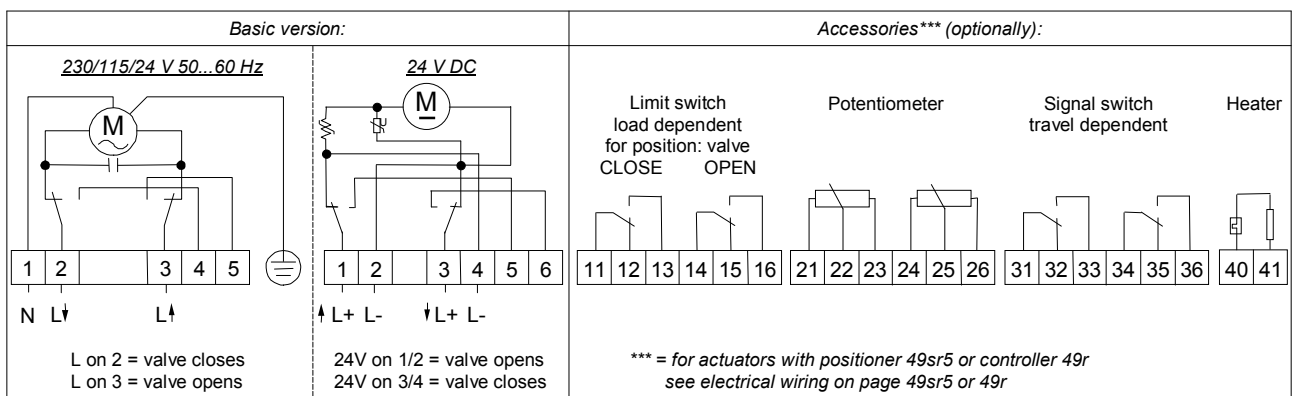 Basic version:
Accessories*** (optionally):
230/115/24 V 50...60 Hz
24 V DC
M
M
Limit switch
load dependent
for position: valve
CLOSE OPEN
Potentiometer
Signal switch
travel dependent
Heater
1 2 3 4 5
1 2 3 4 5 6
11 12 13 14 15 16
21 22 23 24 25 26
31 32 33 34 35 36
40 41
N L↓ L↑
↑L+ L- ↓L+ L-
L on 2 = valve closes
L on 3 = valve opens
24V on 1/2 = valve opens
24V on 3/4 = valve closes
*** = for actuators with positioner 49sr5 or controller 49r
see electrical wiring on page 49sr5 or 49r